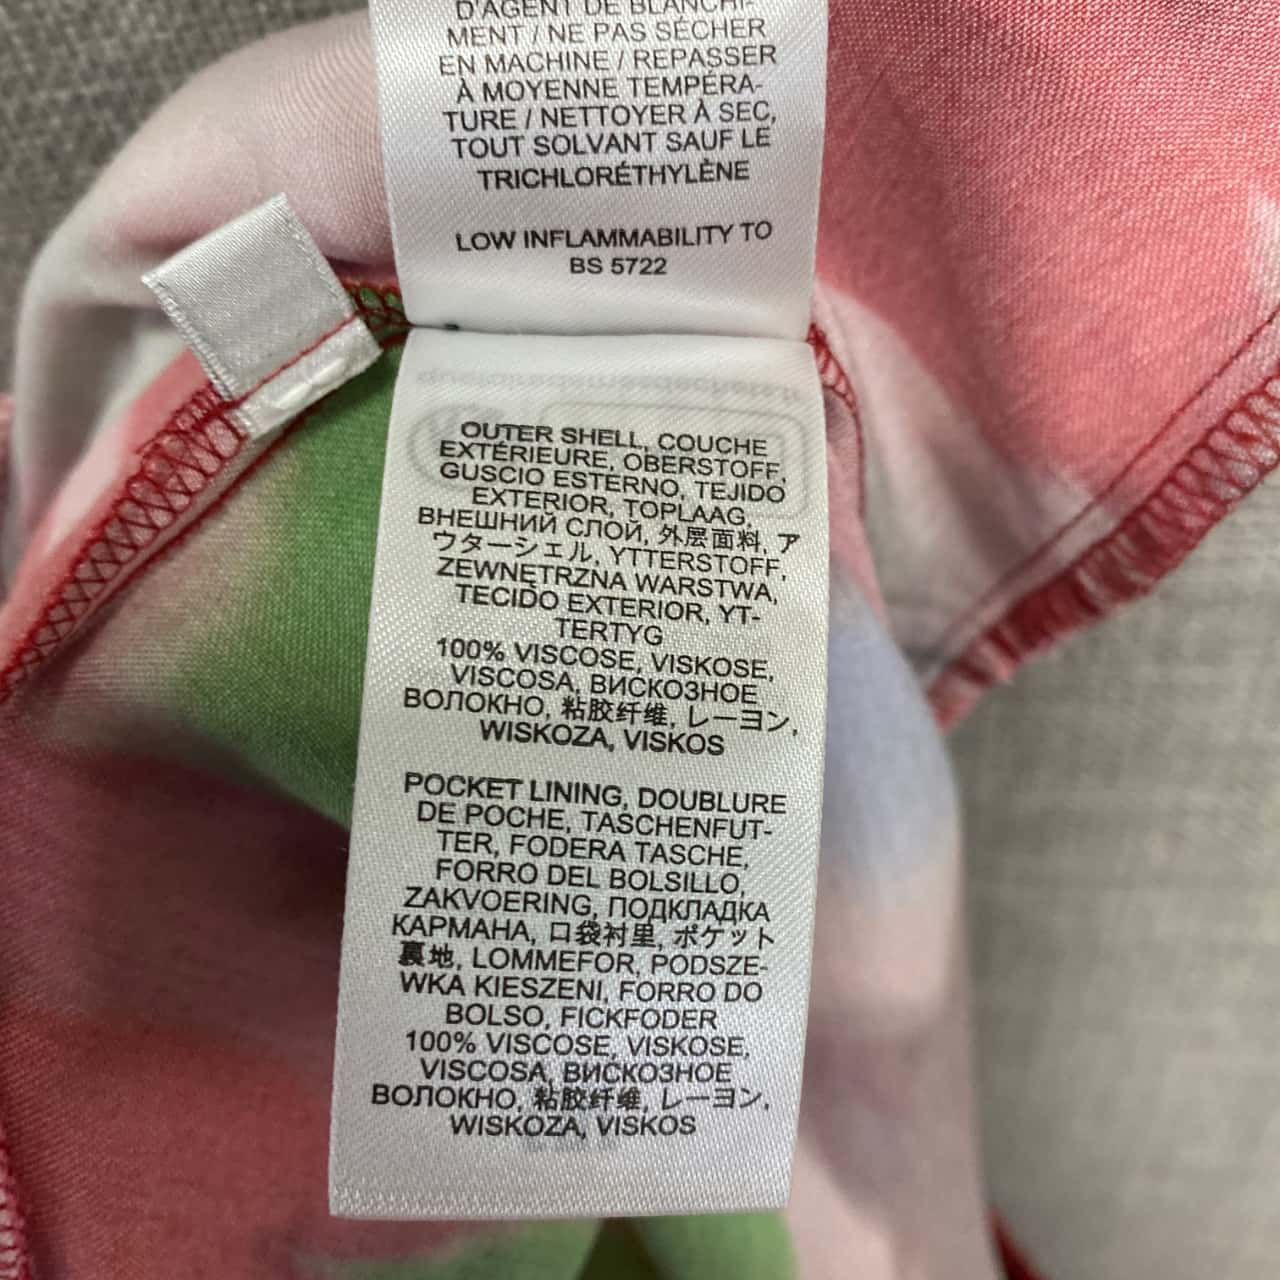 D'AGENT DE BLANCHI-
MENT / NE PAS SÉCHER
EN MACHINE / REPASSER
À MOYENNE TEMPÉRA-
TURE / NETTOYER À SEC,
TOUT SOLVANT SAUF LE
TRICHLORÉTHYLÈNE
LOW INFLAMMABILITY TO
BS 5722
OUTER SHELL, COUCHE
EXTÉRIEURE, OBERSTOFF,
GUSCIO ESTERNO, TEJIDO
EXTERIOR, TOPLAAG,
ВНЕШНИЙ СЛОЙ, 外层面料, ア
ウターシェル, YTTERSTOFF,
ZEWNĘTRZNA WARSTWA,
TECIDO EXTERIOR, YT-
TERTYG
100% VISCOSE, VISKOSE,
VISCOSA, ВИСКОЗНОЕ
ВОЛОКНО, 粘胶纤维, レーヨン,
WISKOZA, VISKOS
POCKET LINING, DOUBLURE
DE POCHE, TASCHENFUT-
TER, FODERA TASCHE,
FORRO DEL BOLSILLO,
ZAKVOERING, ПОДКЛАДКА
КАРМАНА, 口袋衬里, ポケット
裏地, LOMMEFOR, PODSZE-
WKA KIESZENI, FORRO DO
BOLSO, FICKFODER
100% VISCOSE, VISKOSE,
VISCOSA, ВИСКОЗНОЕ
ВОЛОКНО, 粘胶纤维, レーヨン,
WISKOZA, VISKOS